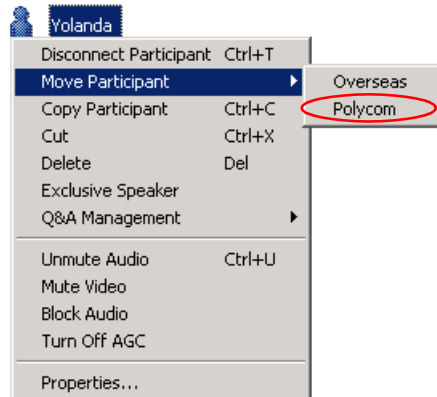 Yolanda
Disconnect Participant Ctrl+T
Move Participant
Overseas
Copy Participant Ctrl+C
Polycom
Cut Ctrl+X
Delete Del
Exclusive Speaker
Q&A Management
Unmute Audio Ctrl+U
Mute Video
Block Audio
Turn Off AGC
Properties...